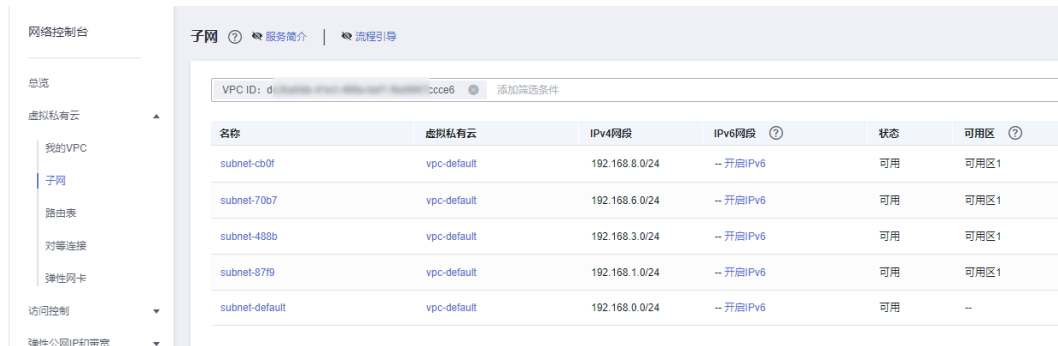 网络控制台
总览
虚拟私有云
我的VPC
子网
路由表
对等连接
弹性网卡
访问控制
弹性公网IP和带宽
子网 服务简介 | 流程引导
VPC ID: d ccce6 添加筛选条件
名称 虚拟私有云 IPv4网段 IPv6网段 状态 可用区
subnet-cb0f vpc-default 192.168.8.0/24 -- 开启IPv6 可用 可用区1
subnet-70b7 vpc-default 192.168.6.0/24 -- 开启IPv6 可用 可用区1
subnet-488b vpc-default 192.168.3.0/24 -- 开启IPv6 可用 可用区1
subnet-87f9 vpc-default 192.168.1.0/24 -- 开启IPv6 可用 可用区1
subnet-default vpc-default 192.168.0.0/24 -- 开启IPv6 可用 --